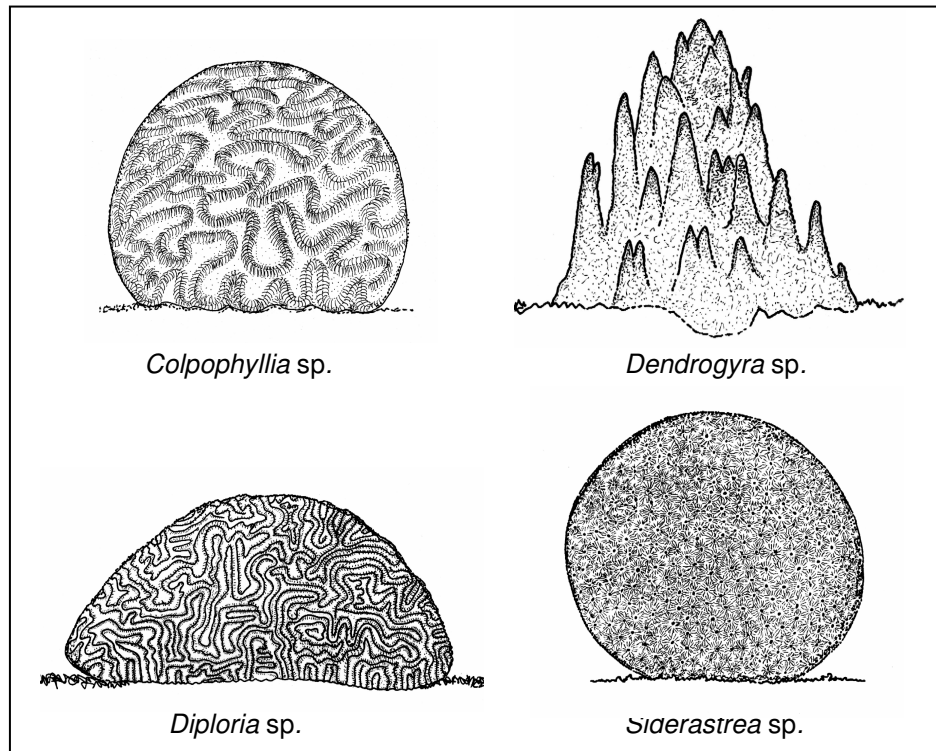 Colpophyllia sp.
Dendrogyra sp.
Diploria sp.
Siderastrea sp.